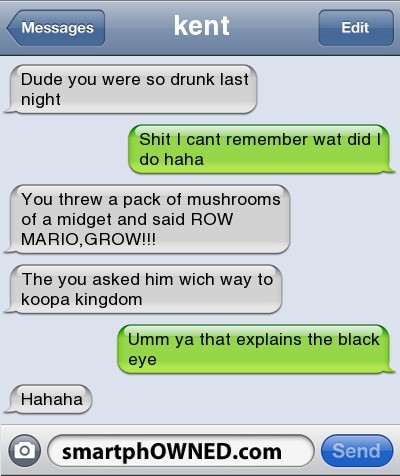 Messages
kent
Edit
Dude you were so drunk last
night
Shit I cant remember wat did I
do haha
You threw a pack of mushrooms
of a midget and said ROW
MARIO,GROW!!!
The you asked him wich way to
koopa kingdom
Umm ya that explains the black
eye
Hahaha
smartphOWNED.com
Send